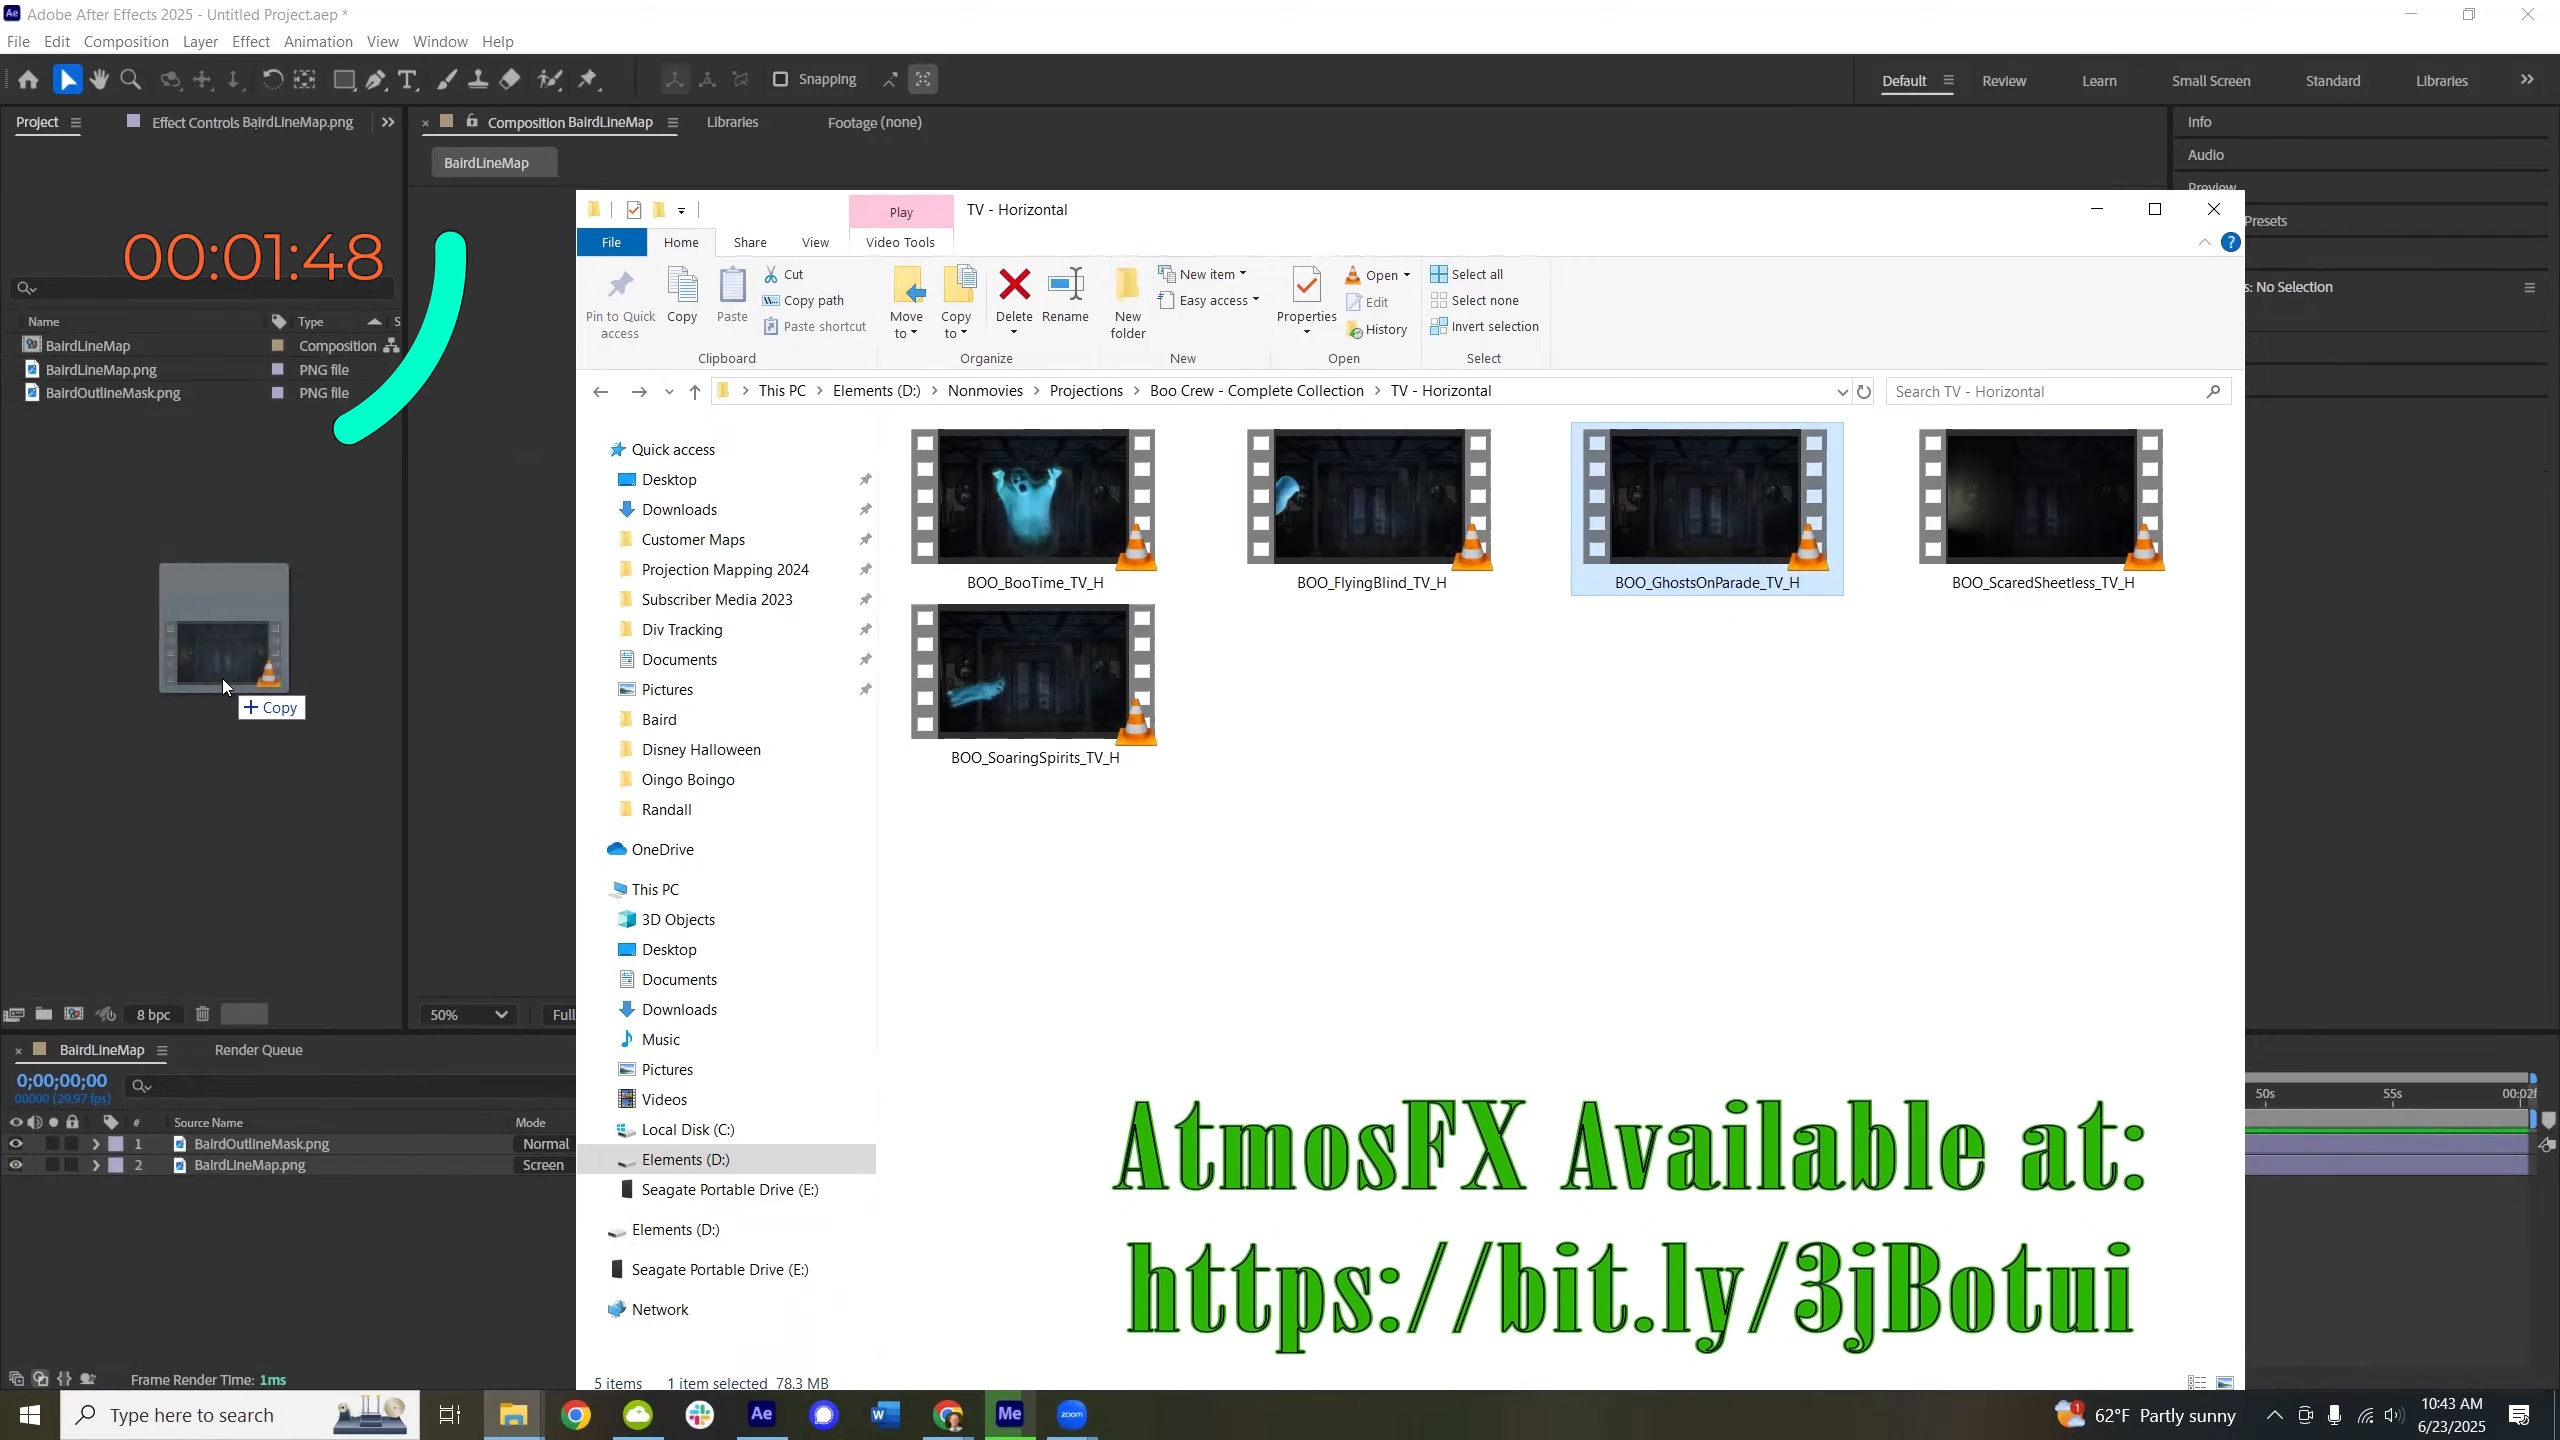 Adobe After Effects 2025 - Untitled Project.aep *
File Edit Composition Layer Effect Animation View Window Help
Snapping
Default Review Learn Small Screen Standard Libraries
Project Effect Controls BairdLineMap.png
Composition BairdLineMap Libraries Footage (none)
BairdLineMap
Info
Audio
Preview
Presets
s: No Selection
00:01:48
Name Type S
BairdLineMap Composition
BairdLineMap.png PNG file
BairdOutlineMask.png PNG file
Copy
8 bpc
50% Full
Play TV - Horizontal
File Home Share View Video Tools
Pin to Quick access
Copy
Paste
Cut
Copy path
Paste shortcut
Move to
Copy to
Delete
Rename
New folder
New item
Easy access
Properties
Open
Edit
History
Select all
Select none
Invert selection
Clipboard Organize New Open Select
This PC Elements (D:) Nonmovies Projections Boo Crew - Complete Collection TV - Horizontal
Search TV - Horizontal
Quick access
Desktop
Downloads
Customer Maps
Projection Mapping 2024
Subscriber Media 2023
Div Tracking
Documents
Pictures
Baird
Disney Halloween
Oingo Boingo
Randall
OneDrive
This PC
3D Objects
Desktop
Documents
Downloads
Music
Pictures
Videos
Local Disk (C:)
Elements (D:)
Seagate Portable Drive (E:)
Elements (D:)
Seagate Portable Drive (E:)
Network
BOO_BooTime_TV_H
BOO_FlyingBlind_TV_H
BOO_GhostsOnParade_TV_H
BOO_ScaredSheetless_TV_H
BOO_SoaringSpirits_TV_H
5 items 1 item selected 78.3 MB
AtmosFX Available at:
https://bit.ly/3jBotui
BairdLineMap Render Queue
0;00;00;00
00000 (29.97 fps)
# Source Name Mode
1 BairdOutlineMask.png Normal
2 BairdLineMap.png Screen
50s 55s 00:02f
Frame Render Time: 1ms
Type here to search
Ae
Me
zoom
1
62°F Partly sunny
10:43 AM
6/23/2025